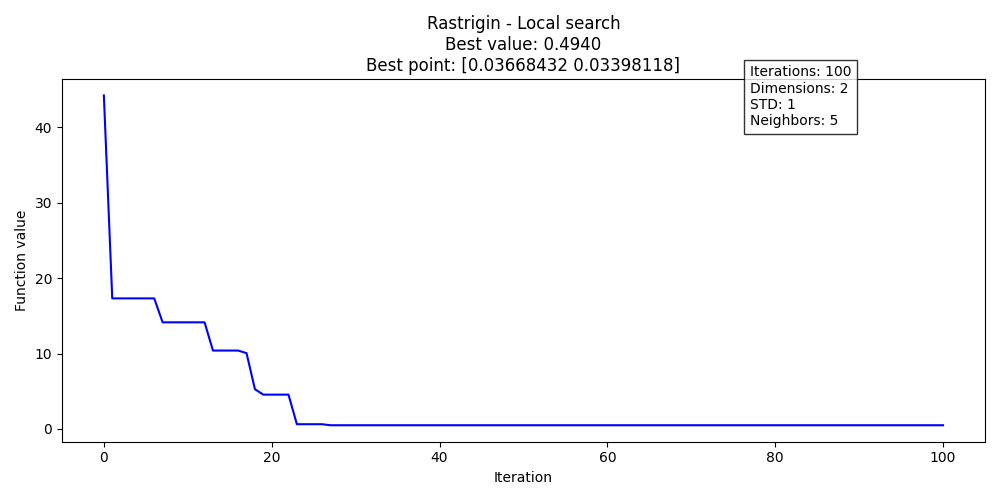 Rastrigin - Local search
Best value: 0.4940
Best point: [0.03668432 0.03398118]
Iterations: 100
Dimensions: 2
STD: 1
Neighbors: 5
Function value
40
30
20
10
0
0 20 40 60 80 100
Iteration